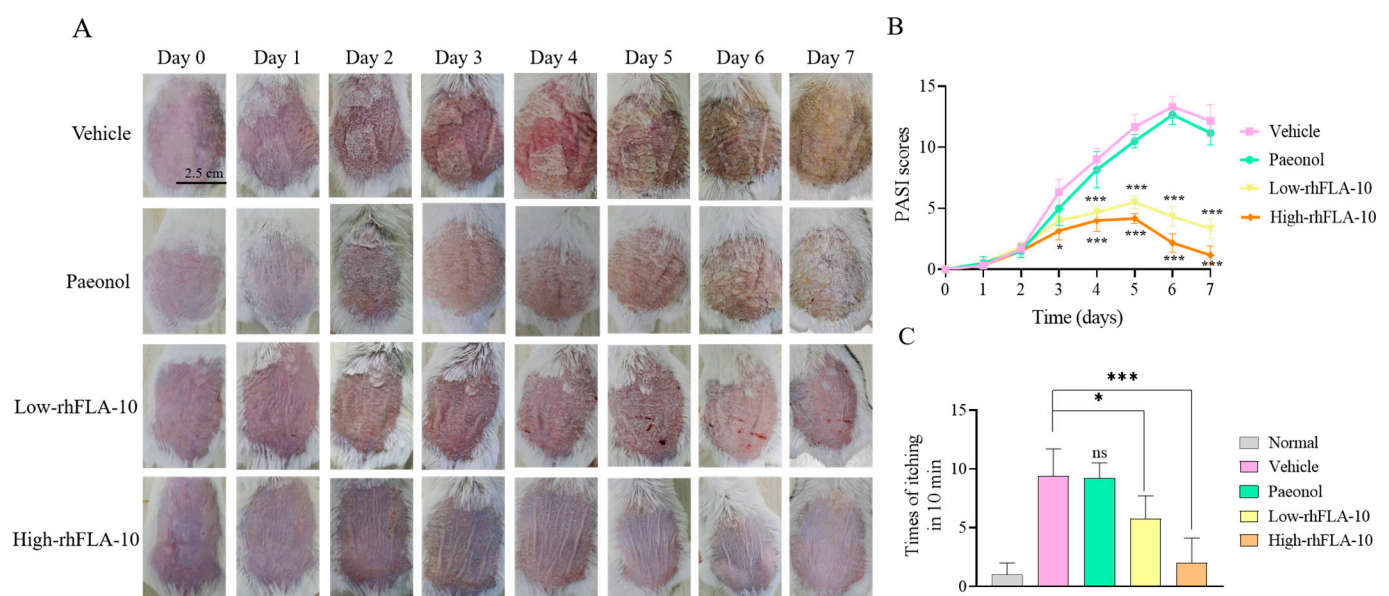 A
Day 0 Day 1 Day 2 Day 3 Day 4 Day 5 Day 6 Day 7
Vehicle
2.5 cm
Paeonol
Low-rhFLA-10
High-rhFLA-10
B
PASI scores
15
10
5
0
*** *** *** ***
* *** *** *** ***
0 1 2 3 4 5 6 7
Time (days)
Vehicle
Paeonol
Low-rhFLA-10
High-rhFLA-10
C
Times of itching
in 10 min
15
10
5
0
***
*
ns
Normal
Vehicle
Paeonol
Low-rhFLA-10
High-rhFLA-10